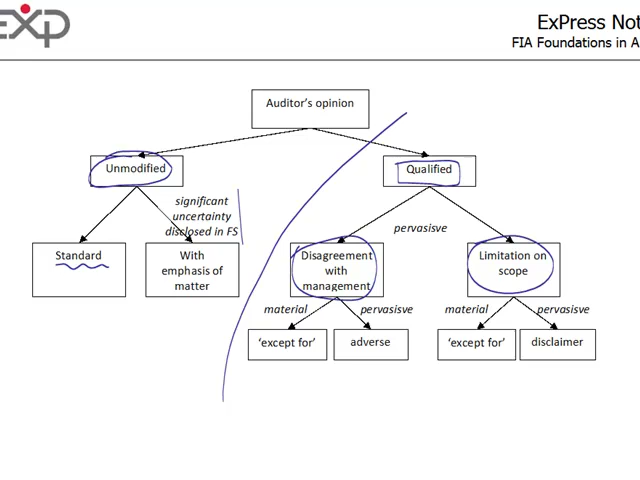 EXP
ExPress Not
FIA Foundations in A
Auditor's opinion
Unmodified
Qualified
significant
uncertainty
disclosed in FS
pervasive
Standard
With
emphasis of
matter
Disagreement
with
management
Limitation on
scope
material
pervasive
material
pervasive
'except for'
adverse
'except for'
disclaimer